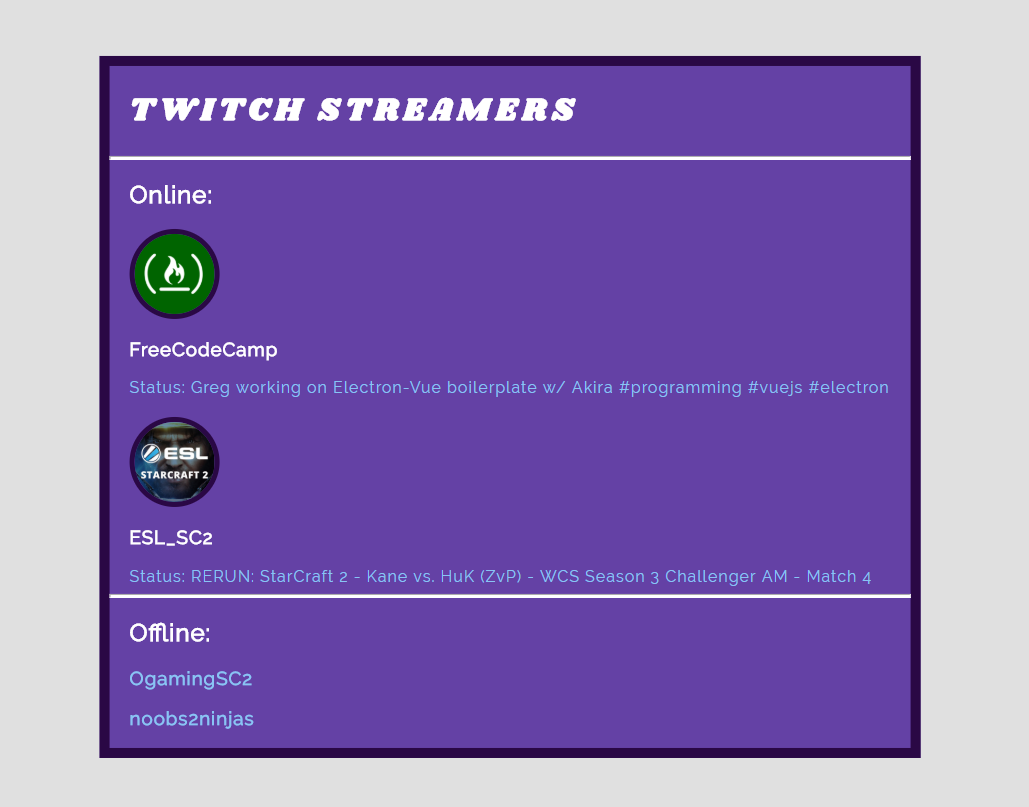 TWITCH STREAMERS
Online:
FreeCodeCamp
Status: Greg working on Electron-Vue boilerplate w/ Akira #programming #vuejs #electron
ESL
STARCRAFT 2
ESL_SC2
Status: RERUN: StarCraft 2 - Kane vs. HuK (ZvP) - WCS Season 3 Challenger AM - Match 4
Offline:
OgamingSC2
noobs2ninjas